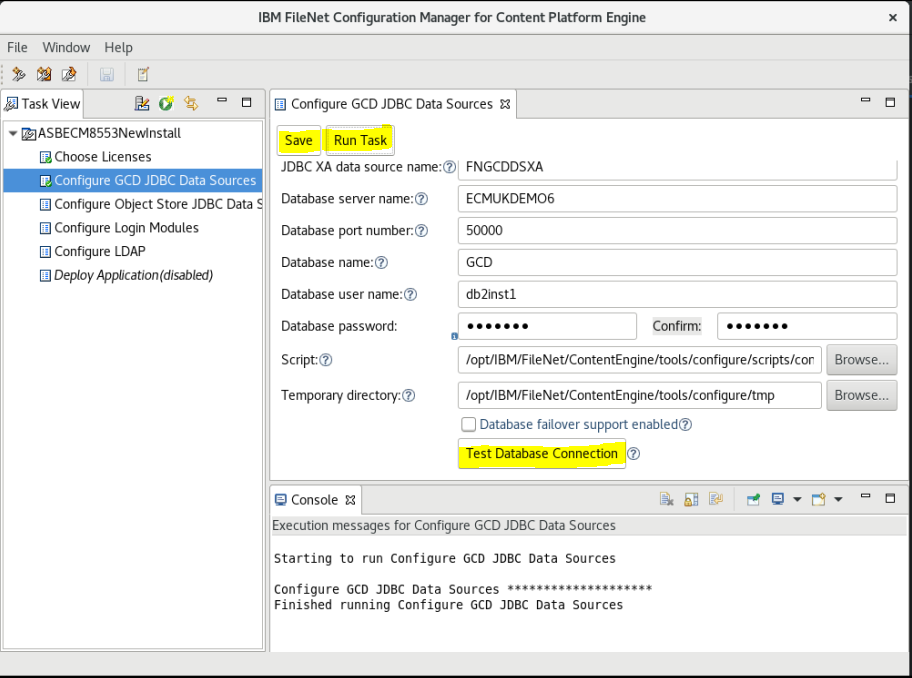 IBM FileNet Configuration Manager for Content Platform Engine
File Window Help
Task View
ASBECM8553NewInstall
Choose Licenses
Configure GCD JDBC Data Sources
Configure Object Store JDBC Data S
Configure Login Modules
Configure LDAP
Deploy Application(disabled)
Configure GCD JDBC Data Sources
Save Run Task
JDBC XA data source name: FNGCDDSXA
Database server name: ECMUKDEMO6
Database port number: 50000
Database name: GCD
Database user name: db2inst1
Database password: ●●●●●●● Confirm: ●●●●●●●
Script: /opt/IBM/FileNet/ContentEngine/tools/configure/scripts/con Browse...
Temporary directory: /opt/IBM/FileNet/ContentEngine/tools/configure/tmp Browse...
Database failover support enabled
Test Database Connection
Console
Execution messages for Configure GCD JDBC Data Sources
Starting to run Configure GCD JDBC Data Sources
Configure GCD JDBC Data Sources ********************
Finished running Configure GCD JDBC Data Sources